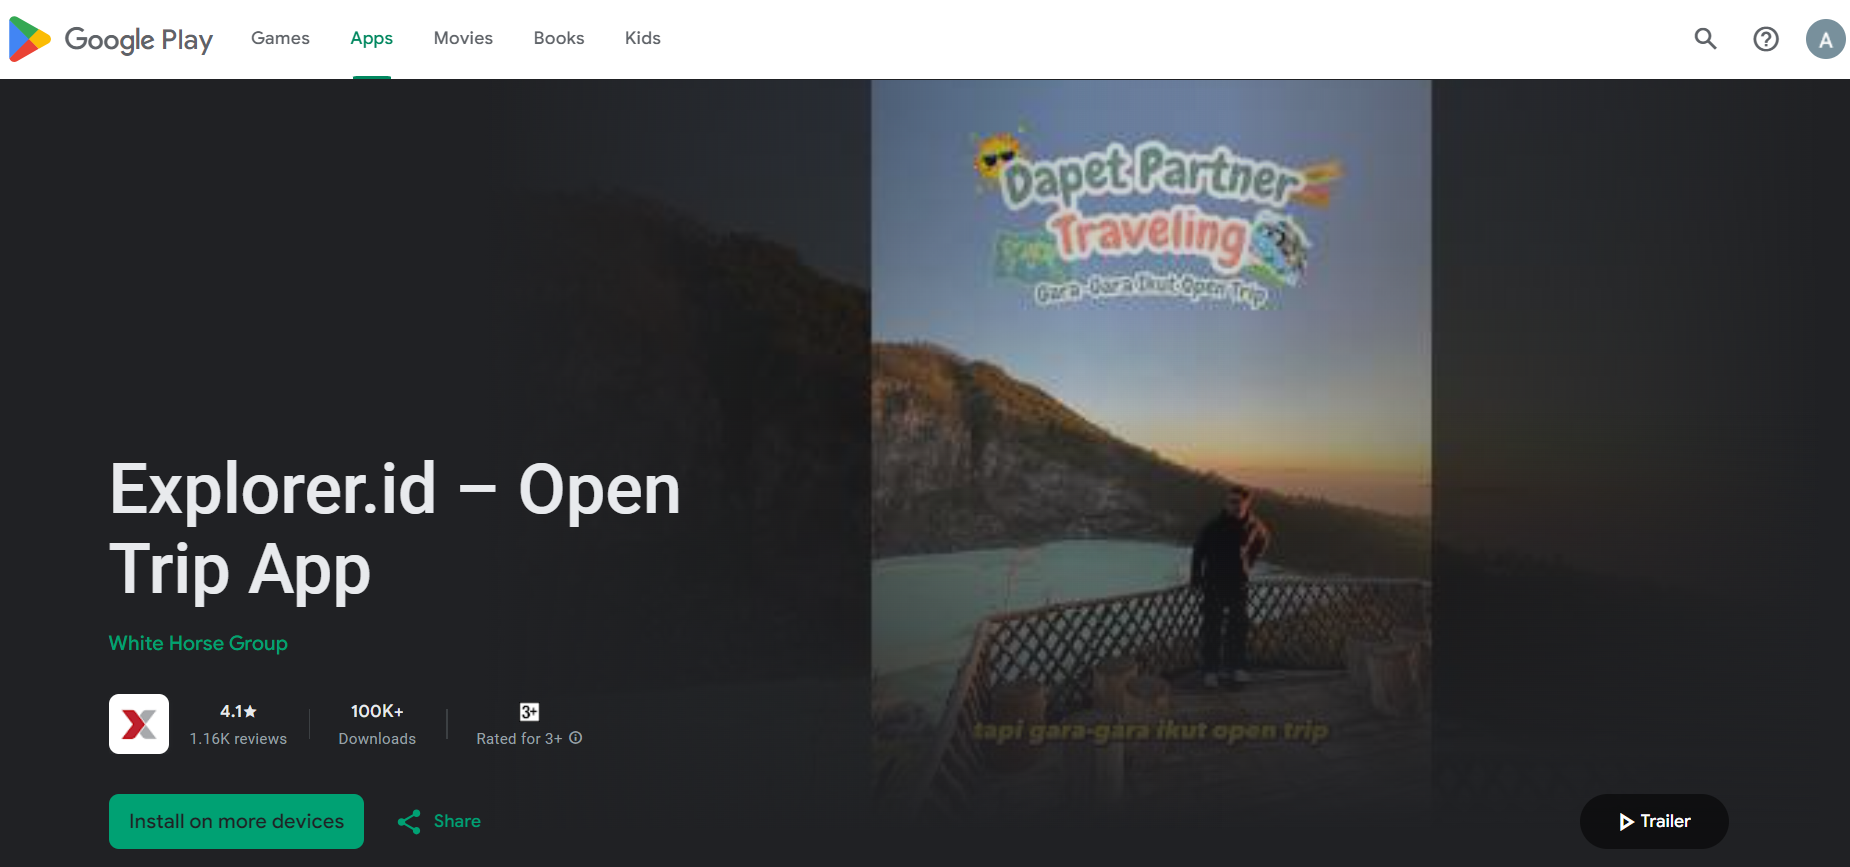 Google Play
Games
Apps
Movies
Books
Kids
A
Dapet Partner
Traveling
Gara-Gara Ikut Open Trip
Explorer.id – Open
Trip App
White Horse Group
4.1★
1.16K reviews
100K+
Downloads
3+
Rated for 3+
tapi gara-gara ikut open trip
Install on more devices
Share
Trailer